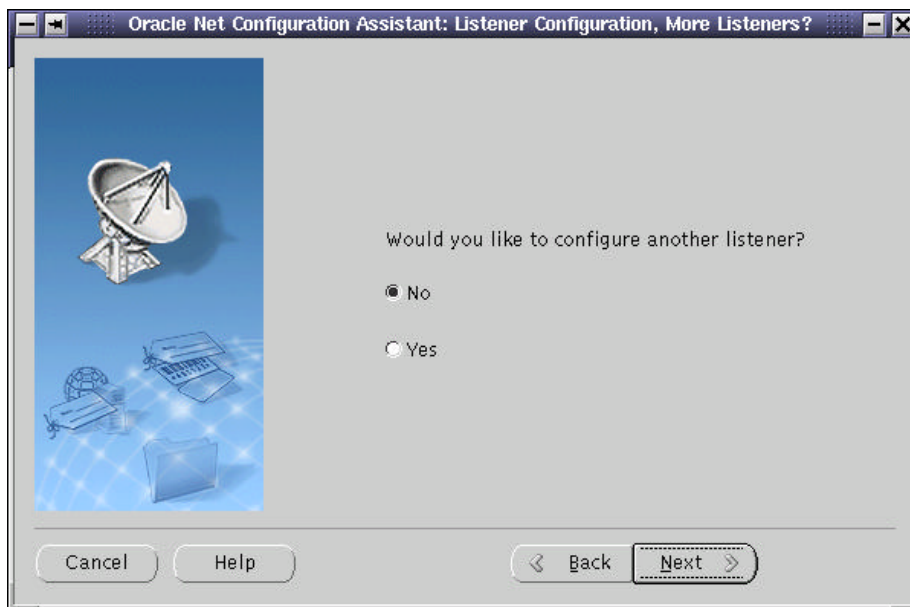 Oracle Net Configuration Assistant: Listener Configuration, More Listeners?
Would you like to configure another listener?
No
Yes
Cancel Help Back Next